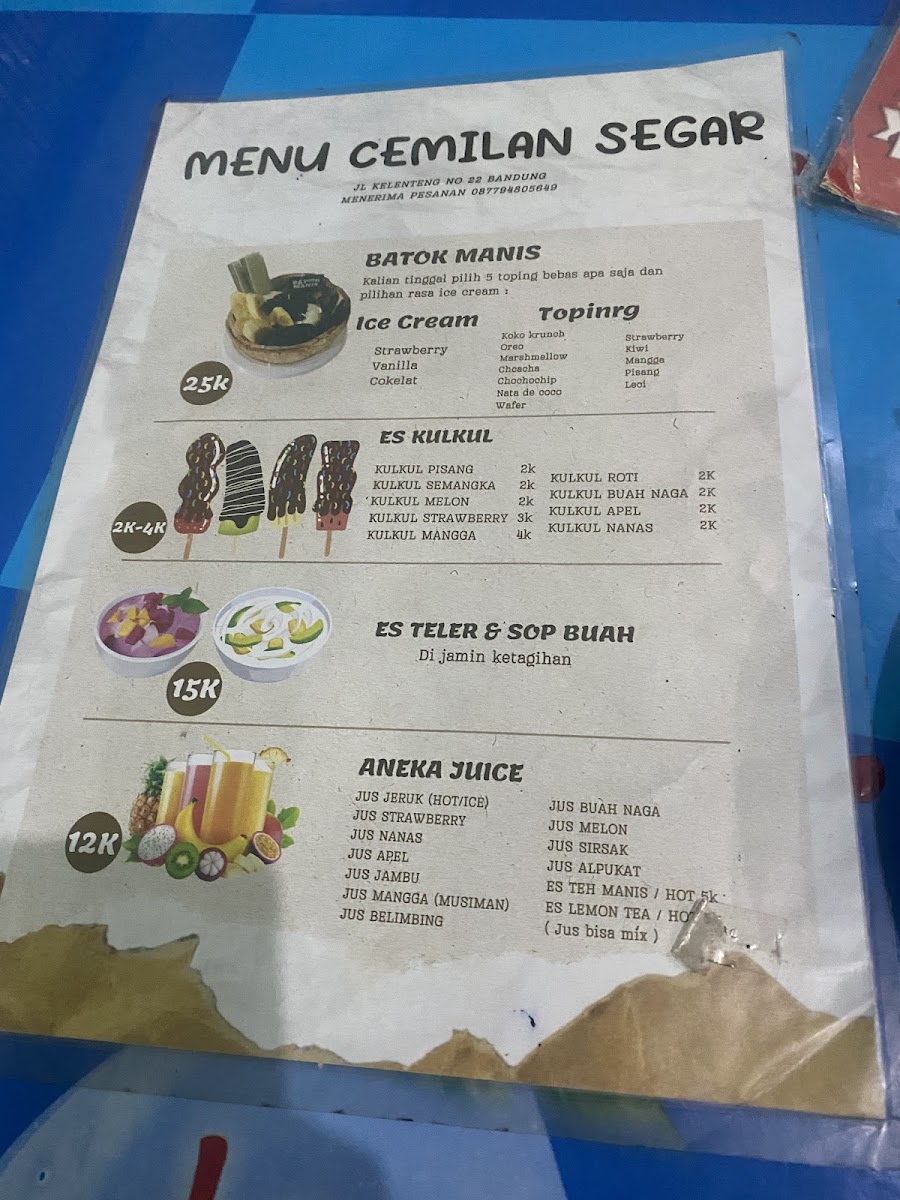 MENU CEMILAN SEGAR
JL KELENTENG NO 22 BANDUNG
MENERIMA PESANAN 087794805649
BATOK MANIS
Kalian tinggal pilih 5 toping bebas apa saja dan
pilihan rasa ice cream :
Ice Cream
Strawberry
Vanilla
Cokelat
Topinrg
Koko krunch
Oreo
Marshmellow
Chcacha
Chochochip
Nata de coco
Wafer
Strawberry
Kiwi
Mangga
Pisang
Leci
25k
ES KULKUL
KULKUL PISANG 2k
KULKUL SEMANGKA 2k
KULKUL MELON 2k
KULKUL STRAWBERRY 3k
KULKUL MANGGA 4k
KULKUL ROTI 2K
KULKUL BUAH NAGA 2K
KULKUL APEL 2K
KULKUL NANAS 2K
2K-4K
ES TELER & SOP BUAH
Di jamin ketagihan
15K
ANEKA JUICE
JUS JERUK (HOT/ICE)
JUS STRAWBERRY
JUS NANAS
JUS APEL
JUS JAMBU
JUS MANGGA (MUSIMAN)
JUS BELIMBING
JUS BUAH NAGA
JUS MELON
JUS SIRSAK
JUS ALPUKAT
ES TEH MANIS / HOT 5k
ES LEMON TEA /
( Jus bisa mix )
12K